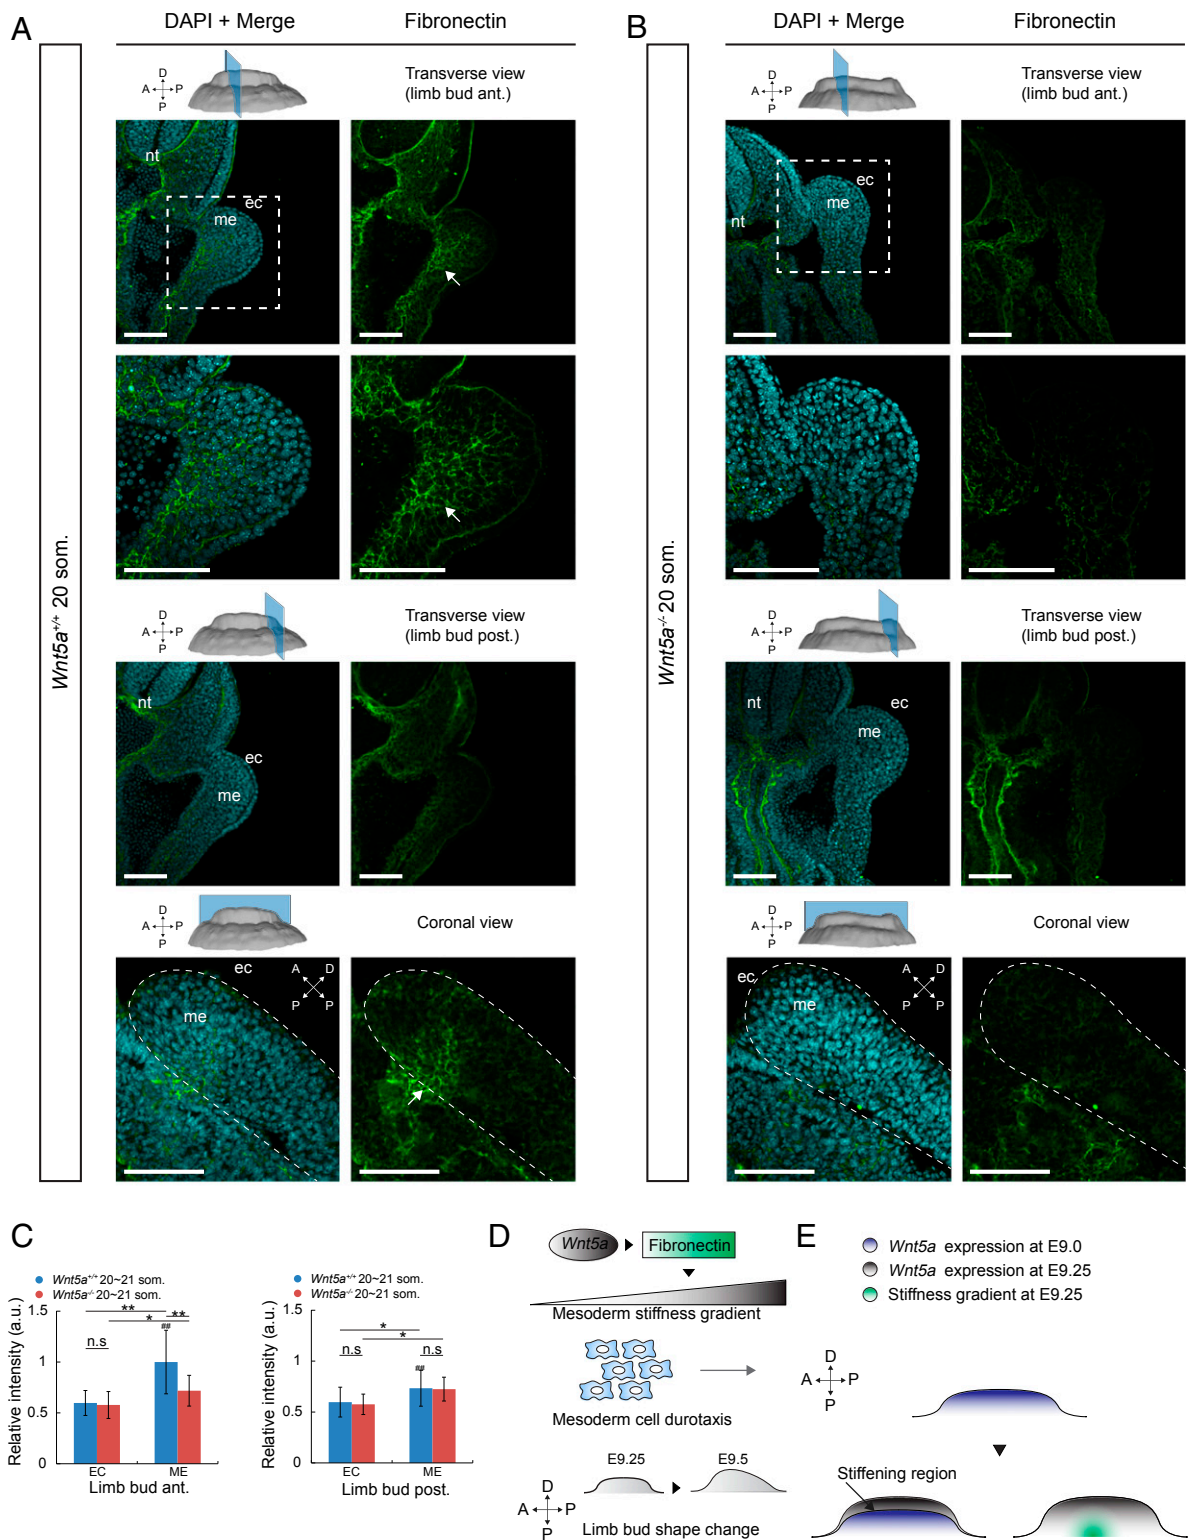 A
DAPI + Merge
Fibronectin
Wnt5a+/+ 20 som.
D
A P
P
Transverse view
(limb bud ant.)
nt
ec
me
D
A P
P
Transverse view
(limb bud post.)
nt
ec
me
D
A P
P
Coronal view
ec
A D
P P
me
B
DAPI + Merge
Fibronectin
Wnt5a-/- 20 som.
D
A P
P
Transverse view
(limb bud ant.)
ec
me
nt
D
A P
P
Transverse view
(limb bud post.)
nt
ec
me
D
A P
P
Coronal view
ec
A D
P P
me
C
Wnt5a+/+ 20~21 som.
Wnt5a-/- 20~21 som.
Relative intensity (a.u.)
1.5
1
0.5
0
** **
*
##
n.s
EC ME
Limb bud ant.
Wnt5a+/+ 20~21 som.
Wnt5a-/- 20~21 som.
Relative intensity (a.u.)
1.5
1
0.5
0
*
*
n.s n.s
##
EC ME
Limb bud post.
D
Wnt5a Fibronectin
Mesoderm stiffness gradient
Mesoderm cell durotaxis
E9.25 E9.5
D
A P
P
Limb bud shape change
E
Wnt5a expression at E9.0
Wnt5a expression at E9.25
Stiffness gradient at E9.25
D
A P
P
Stiffening region